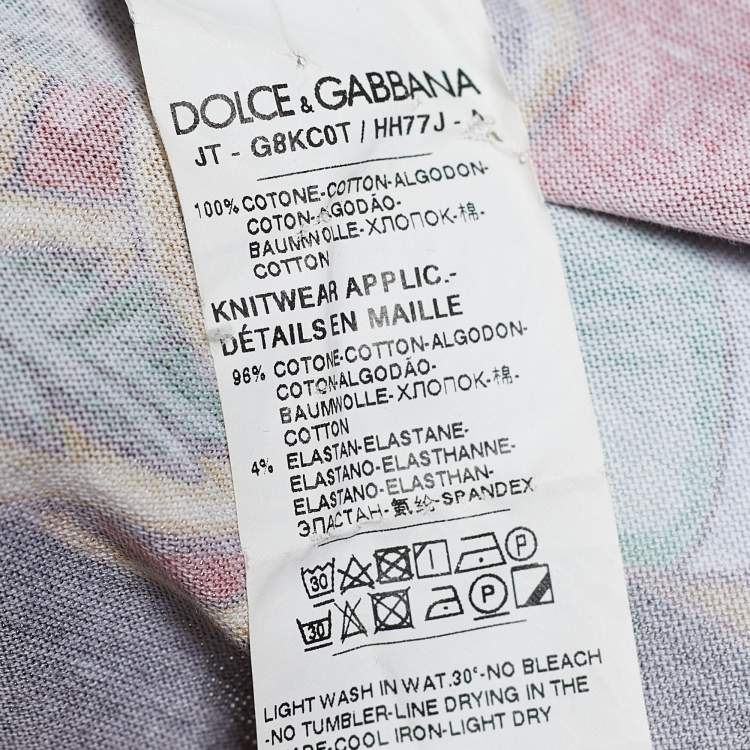 DOLCE & GABBANA
JT - G8KC0T / HH77J -
100% COTONE-COTTON-ALGODON-
COTON-AGODÃO-
BAUMWOLLE-ХЛОПОК-棉-
COTTON
KNITWEAR APPLIC.-
DÉTAILSEN MAILLE
96% COTONE-COTTON-ALGODON-
COTON-ALGODÃO-
BAUMWOLLE-ХЛОПОК-棉-
COTTON
4% ELASTAN-ELASTANE-
ELASTANO-ELASTHANNE-
ELASTANO-ELASTHAN-
ЭЛАСТАН-氨纶-SPANDEX
30 P
30 P
LIGHT WASH IN WAT.30°-NO BLEACH
-NO TUMBLER-LINE DRYING IN THE
-COOL IRON-LIGHT DRY